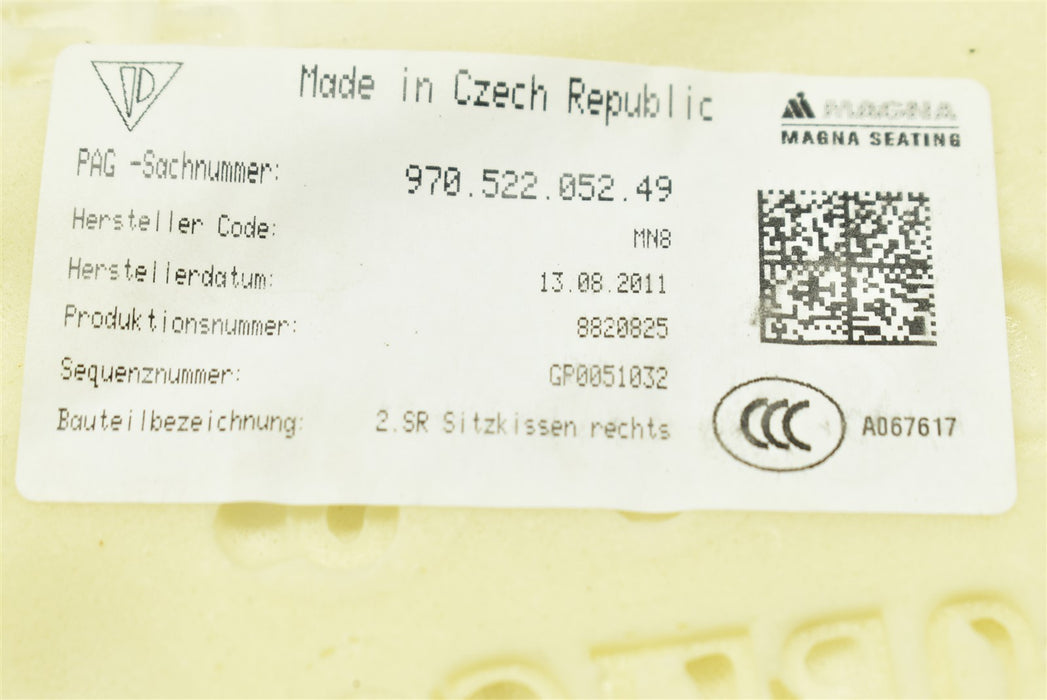 Made in Czech Republic
MAGNA
MAGNA SEATING
PAG -Sachnummer: 970.522.052.49
Hersteller Code: MN8
Herstellerdatum: 13.08.2011
Produktionsnummer: 8820825
Sequenznummer: GP0051032
Bauteilbezeichnung: 2.SR Sitzkissen rechts
CCC A067617